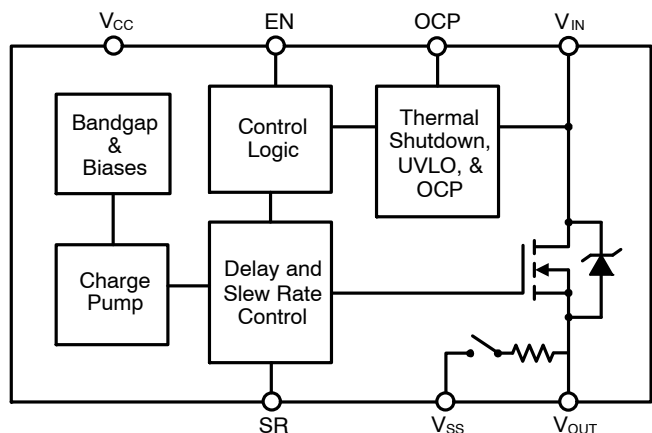 VCC
EN
OCP
VIN
Bandgap
&
Biases
Control
Logic
Thermal
Shutdown,
UVLO, &
OCP
Charge
Pump
Delay and
Slew Rate
Control
SR
VSS
VOUT